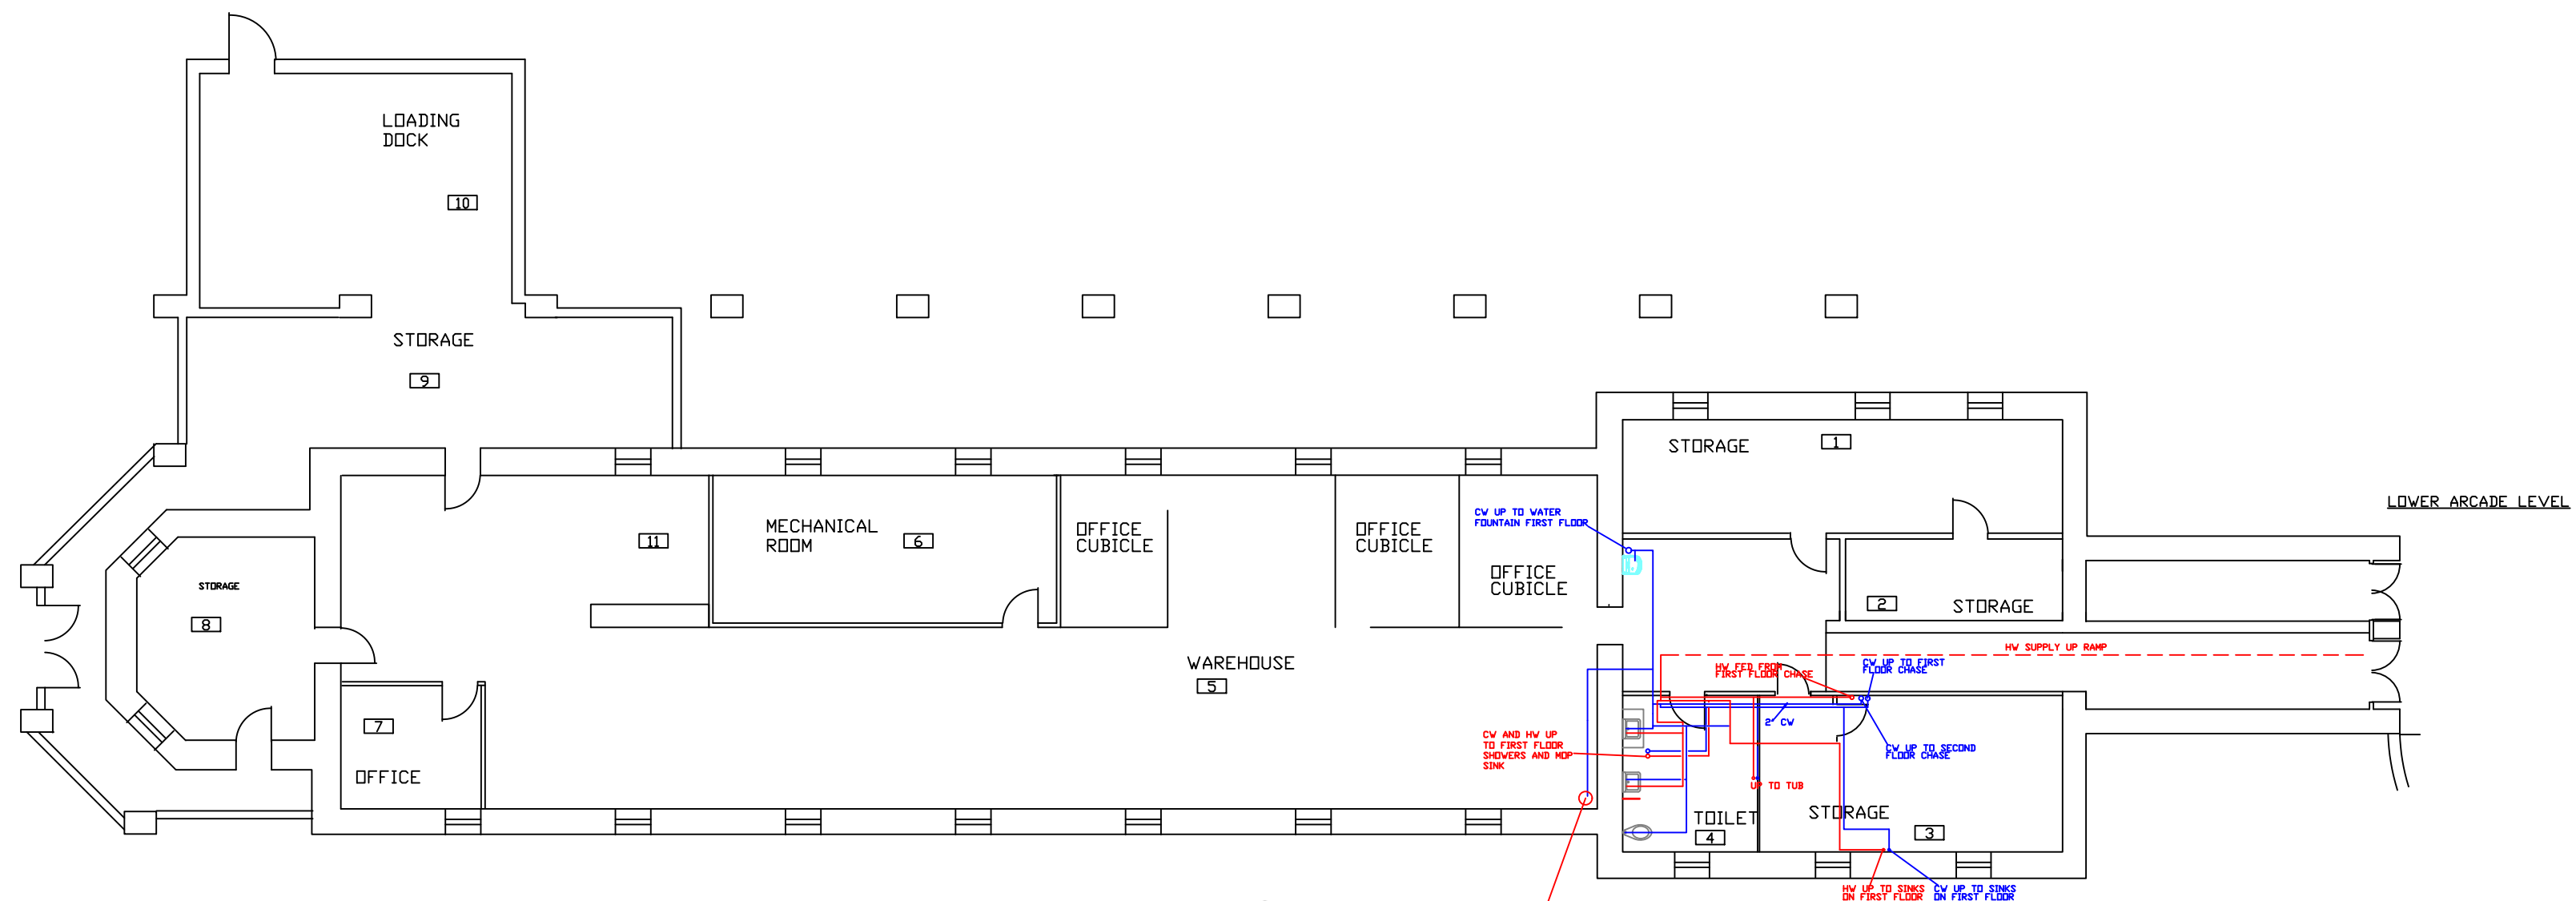 LOADING
DOCK
10
STORAGE
9
STORAGE
1
LOWER ARCADE LEVEL
CW UP TO WATER
FOUNTAIN FIRST FLOOR
MECHANICAL
ROOM
6
11
OFFICE
CUBICLE
OFFICE
CUBICLE
OFFICE
CUBICLE
STORAGE
8
2
STORAGE
HW SUPPLY UP RAMP
WAREHOUSE
5
HW FED FROM
FIRST FLOOR CHASE
CW UP TO FIRST
FLOOR CHASE
7
OFFICE
2" CW
CW AND HW UP
TO FIRST FLOOR
SHOWERS AND MOP
SINK
CW UP TO SECOND
FLOOR CHASE
UP TO TUB
TOILET
4
STORAGE
3
HW UP TO SINKS
ON FIRST FLOOR
CW UP TO SINKS
ON FIRST FLOOR